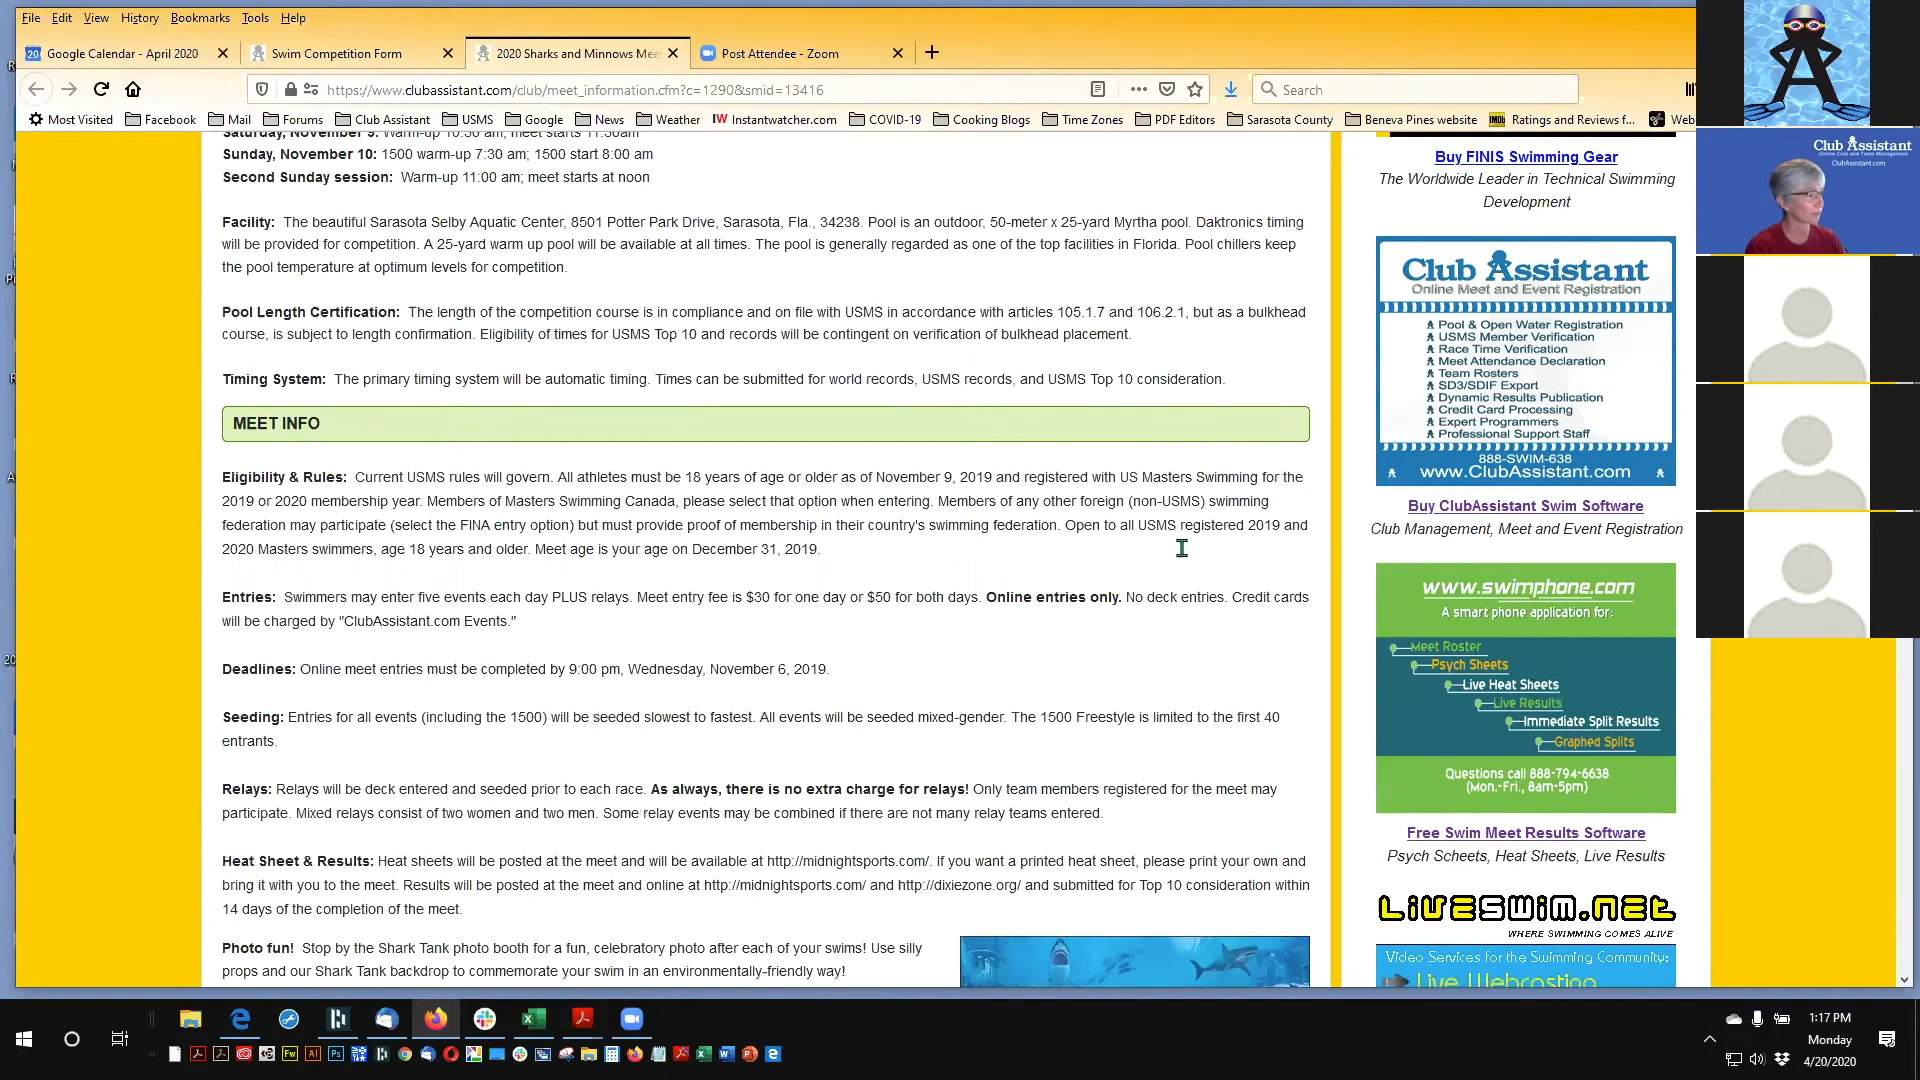 File Edit View History Bookmarks Tools Help
Google Calendar - April 2020
Swim Competition Form
2020 Sharks and Minnows Mee
Post Attendee - Zoom
https://www.clubassistant.com/club/meet_information.cfm?c=1290&smid=13416
Search
Most Visited Facebook Mail Forums Club Assistant USMS Google News Weather Instantwatcher.com COVID-19 Cooking Blogs Time Zones PDF Editors Sarasota County Beneva Pines website Ratings and Reviews f... Web
Saturday, November 9: Warm-up 10:30 am; meet starts 11:30am
Sunday, November 10: 1500 warm-up 7:30 am; 1500 start 8:00 am
Second Sunday session: Warm-up 11:00 am; meet starts at noon
Facility: The beautiful Sarasota Selby Aquatic Center, 8501 Potter Park Drive, Sarasota, Fla., 34238. Pool is an outdoor, 50-meter x 25-yard Myrtha pool. Daktronics timing
will be provided for competition. A 25-yard warm up pool will be available at all times. The pool is generally regarded as one of the top facilities in Florida. Pool chillers keep
the pool temperature at optimum levels for competition.
Pool Length Certification: The length of the competition course is in compliance and on file with USMS in accordance with articles 105.1.7 and 106.2.1, but as a bulkhead
course, is subject to length confirmation. Eligibility of times for USMS Top 10 and records will be contingent on verification of bulkhead placement.
Timing System: The primary timing system will be automatic timing. Times can be submitted for world records, USMS records, and USMS Top 10 consideration.
MEET INFO
Eligibility & Rules: Current USMS rules will govern. All athletes must be 18 years of age or older as of November 9, 2019 and registered with US Masters Swimming for the
2019 or 2020 membership year. Members of Masters Swimming Canada, please select that option when entering. Members of any other foreign (non-USMS) swimming
federation may participate (select the FINA entry option) but must provide proof of membership in their country's swimming federation. Open to all USMS registered 2019 and
2020 Masters swimmers, age 18 years and older. Meet age is your age on December 31, 2019.
Entries: Swimmers may enter five events each day PLUS relays. Meet entry fee is $30 for one day or $50 for both days. Online entries only. No deck entries. Credit cards
will be charged by "ClubAssistant.com Events."
Deadlines: Online meet entries must be completed by 9:00 pm, Wednesday, November 6, 2019.
Seeding: Entries for all events (including the 1500) will be seeded slowest to fastest. All events will be seeded mixed-gender. The 1500 Freestyle is limited to the first 40
entrants.
Relays: Relays will be deck entered and seeded prior to each race. As always, there is no extra charge for relays! Only team members registered for the meet may
participate. Mixed relays consist of two women and two men. Some relay events may be combined if there are not many relay teams entered.
Heat Sheet & Results: Heat sheets will be posted at the meet and will be available at http://midnightsports.com/. If you want a printed heat sheet, please print your own and
bring it with you to the meet. Results will be posted at the meet and online at http://midnightsports.com/ and http://dixiezone.org/ and submitted for Top 10 consideration within
14 days of the completion of the meet.
Photo fun! Stop by the Shark Tank photo booth for a fun, celebratory photo after each of your swims! Use silly
props and our Shark Tank backdrop to commemorate your swim in an environmentally-friendly way!
Buy FINIS Swimming Gear
The Worldwide Leader in Technical Swimming
Development
Club Assistant
Online Meet and Event Registration
Pool & Open Water Registration
USMS Member Verification
Race Time Verification
Meet Attendance Declaration
Team Rosters
SD3/SDIF Export
Dynamic Results Publication
Credit Card Processing
Expert Programmers
Professional Support Staff
888-SWIM-638
www.ClubAssistant.com
Buy ClubAssistant Swim Software
Club Management, Meet and Event Registration
www.swimphone.com
A smart phone application for:
Meet Roster
Psych Sheets
Live Heat Sheets
Live Results
Immediate Split Results
Graphed Splits
Questions call 888-794-6638
(Mon.-Fri., 8am-5pm)
Free Swim Meet Results Software
Psych Scheets, Heat Sheets, Live Results
LIVESWIM.NET
WHERE SWIMMING COMES ALIVE
Video Services for the Swimming Community:
Live Webcasting
Club Assistant
Online Club and Team Management
ClubAssistant.com
1:17 PM
Monday
4/20/2020